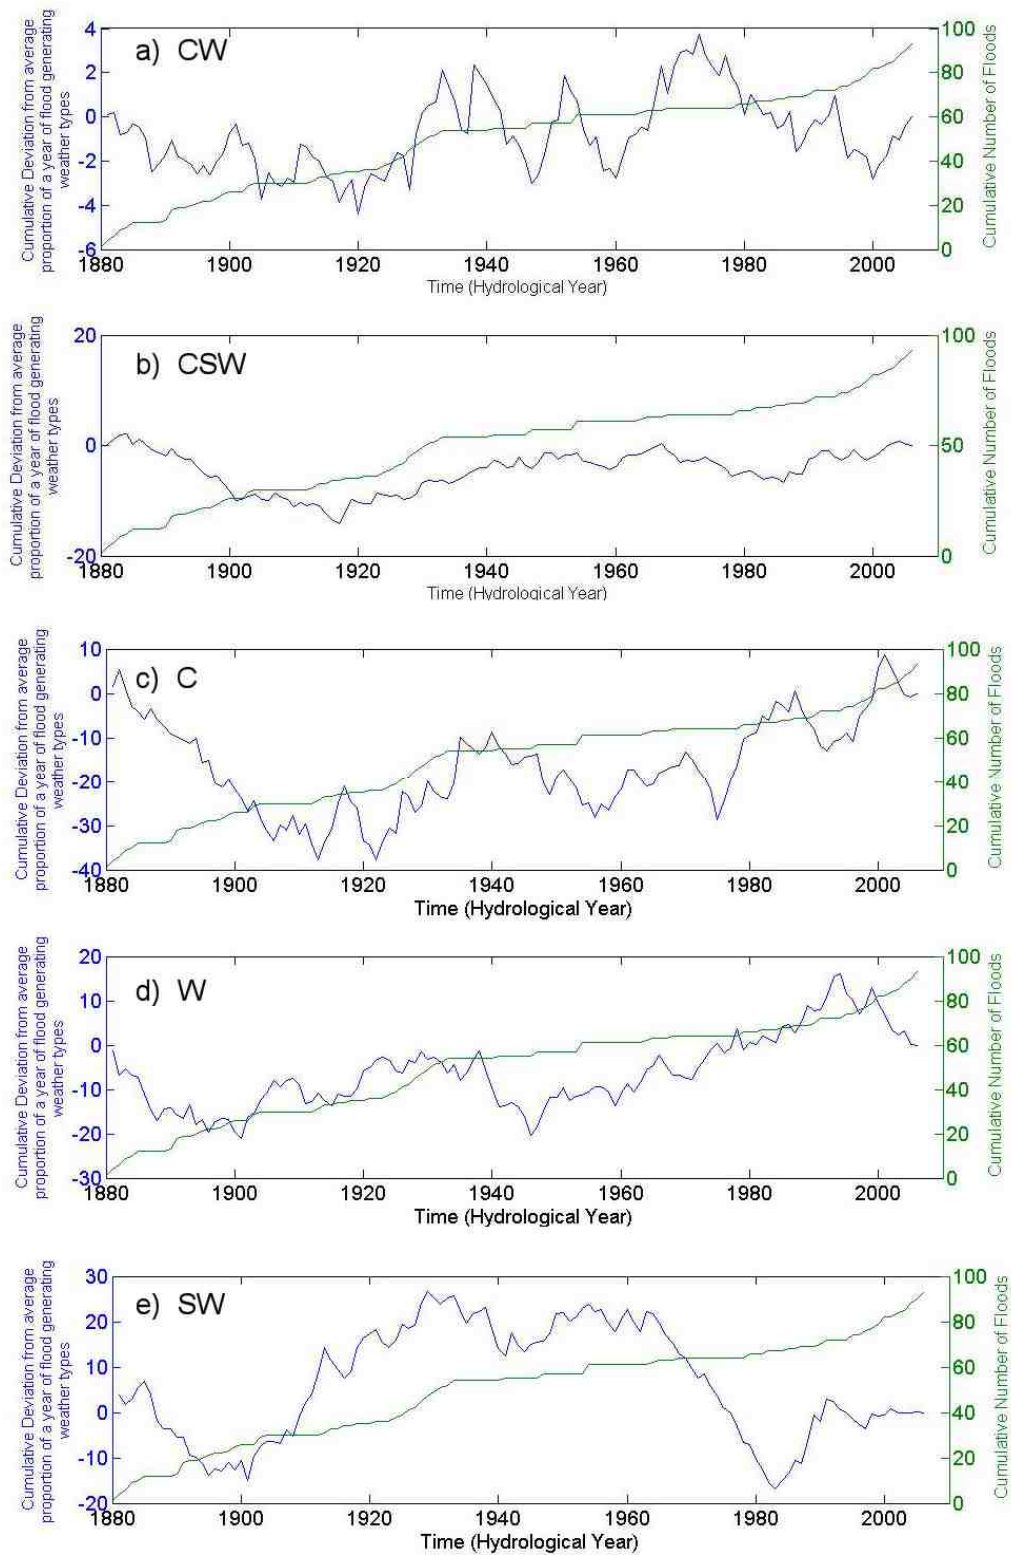 Cumulative Deviation from average
proportion of a year of flood generating
weather types
4
2
0
-2
-4
-6
a) CW
100
80
60
40
20
0
Cumulative Number of Floods
1880 1900 1920 1940 1960 1980 2000
Time (Hydrological Year)
Cumulative Deviation from average
proportion of a year of flood generating
weather types
20
0
-20
b) CSW
100
50
0
Cumulative Number of Floods
1880 1900 1920 1940 1960 1980 2000
Time (Hydrological Year)
Cumulative Deviation from average
proportion of a year of flood generating
weather types
10
0
-10
-20
-30
-40
c) C
100
80
60
40
20
0
Cumulative Number of Floods
1880 1900 1920 1940 1960 1980 2000
Time (Hydrological Year)
Cumulative Deviation from average
proportion of a year of flood generating
weather types
20
10
0
-10
-20
-30
d) W
100
80
60
40
20
0
Cumulative Number of Floods
1880 1900 1920 1940 1960 1980 2000
Time (Hydrological Year)
Cumulative Deviation from average
proportion of a year of flood generating
weather types
30
20
10
0
-10
-20
e) SW
100
80
60
40
20
0
Cumulative Number of Floods
1880 1900 1920 1940 1960 1980 2000
Time (Hydrological Year)